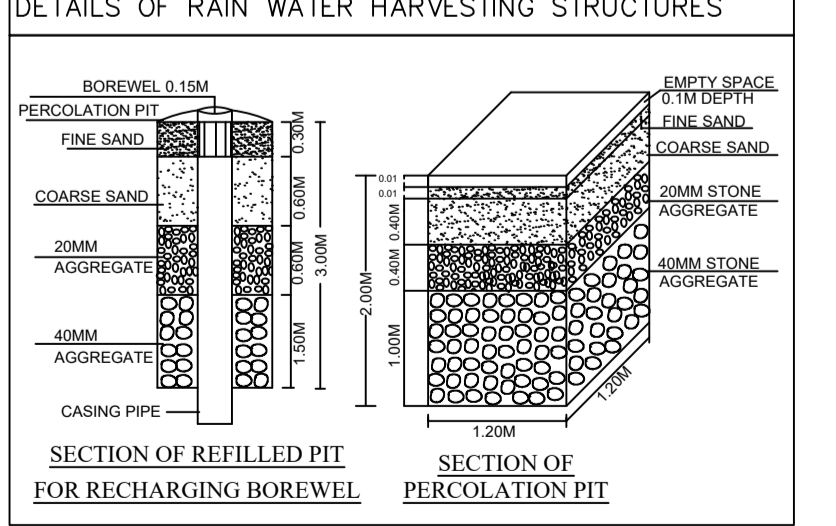 DETAILS OF RAIN WATER HARVESTING STRUCTURES
BOREWEL 0.15M
PERCOLATION PIT
FINE SAND
COARSE SAND
20MM
AGGREGATE
40MM
AGGREGATE
CASING PIPE
0.30M
0.60M
0.60M
1.50M
3.00M
SECTION OF REFILLED PIT
FOR RECHARGING BOREWEL
EMPTY SPACE
0.1M DEPTH
FINE SAND
COARSE SAND
20MM STONE
AGGREGATE
40MM STONE
AGGREGATE
0.01
0.01
0.40M
0.40M
1.00M
2.00M
1.20M
1.20M
SECTION OF
PERCOLATION PIT